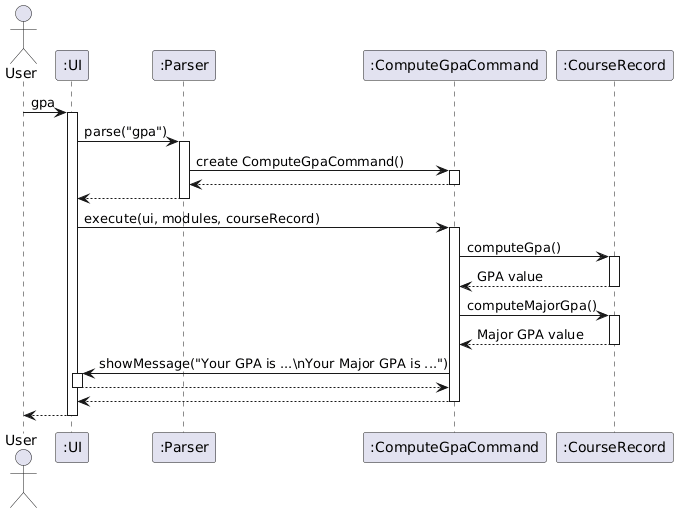 User
:UI
:Parser
:ComputeGpaCommand
:CourseRecord
gpa
parse("gpa")
create ComputeGpaCommand()
execute(ui, modules, courseRecord)
computeGpa()
GPA value
computeMajorGpa()
Major GPA value
showMessage("Your GPA is ...\nYour Major GPA is ...")
User
:UI
:Parser
:ComputeGpaCommand
:CourseRecord